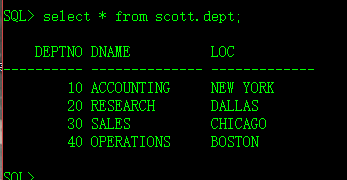 SQL> select * from scott.dept;
DEPTNO DNAME LOC
---------- -------------- -------------
10 ACCOUNTING NEW YORK
20 RESEARCH DALLAS
30 SALES CHICAGO
40 OPERATIONS BOSTON
SQL>